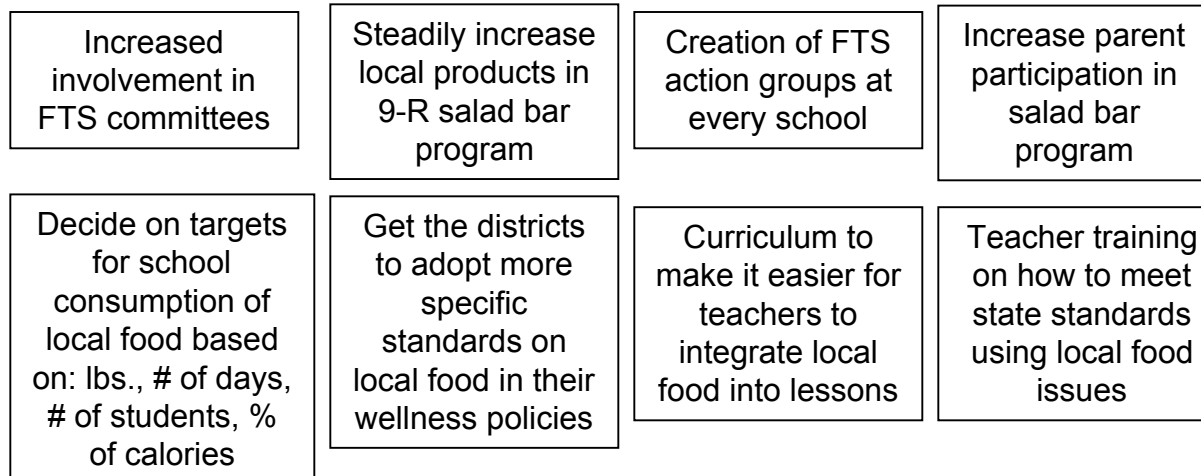 Increased
involvement in
FTS committees
Steadily increase
local products in
9-R salad bar
program
Creation of FTS
action groups at
every school
Increase parent
participation in
salad bar
program
Decide on targets
for school
consumption of
local food based
on: lbs., # of days,
# of students, %
of calories
Get the districts
to adopt more
specific
standards on
local food in their
wellness policies
Curriculum to
make it easier for
teachers to
integrate local
food into lessons
Teacher training
on how to meet
state standards
using local food
issues